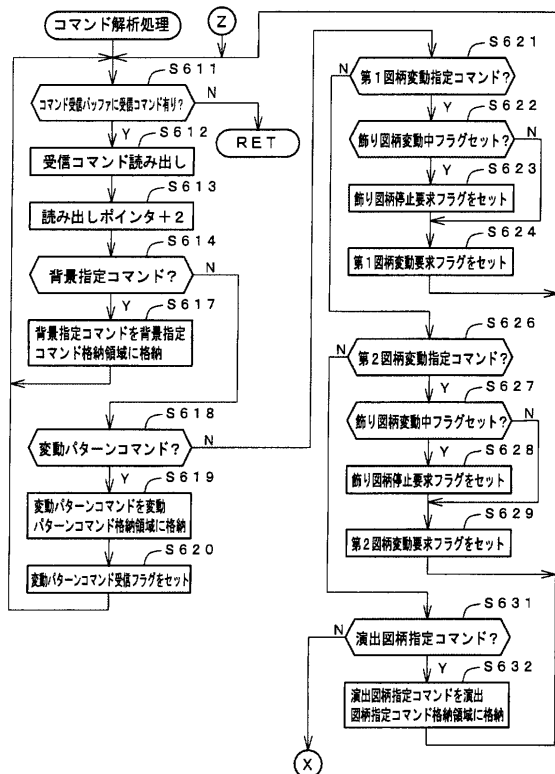 コマンド解析処理
Z
S611
コマンド受信バッファに受信コマンド有り?
N
RET
Y
S612
受信コマンド読み出し
S613
読み出しポインタ+2
S614
背景指定コマンド?
N
Y
S617
背景指定コマンドを背景指定
コマンド格納領域に格納
S618
変動パターンコマンド?
N
Y
S619
変動パターンコマンドを変動
パターンコマンド格納領域に格納
S620
変動パターンコマンド受信フラグをセット
S621
N
第1図柄変動指定コマンド?
Y
S622
飾り図柄変動中フラグセット?
N
Y
S623
飾り図柄停止要求フラグをセット
S624
第1図柄変動要求フラグをセット
S626
N
第2図柄変動指定コマンド?
Y
S627
飾り図柄変動中フラグセット?
N
Y
S628
飾り図柄停止要求フラグをセット
S629
第2図柄変動要求フラグをセット
S631
N
演出図柄指定コマンド?
Y
S632
演出図柄指定コマンドを演出
図柄指定コマンド格納領域に格納
X